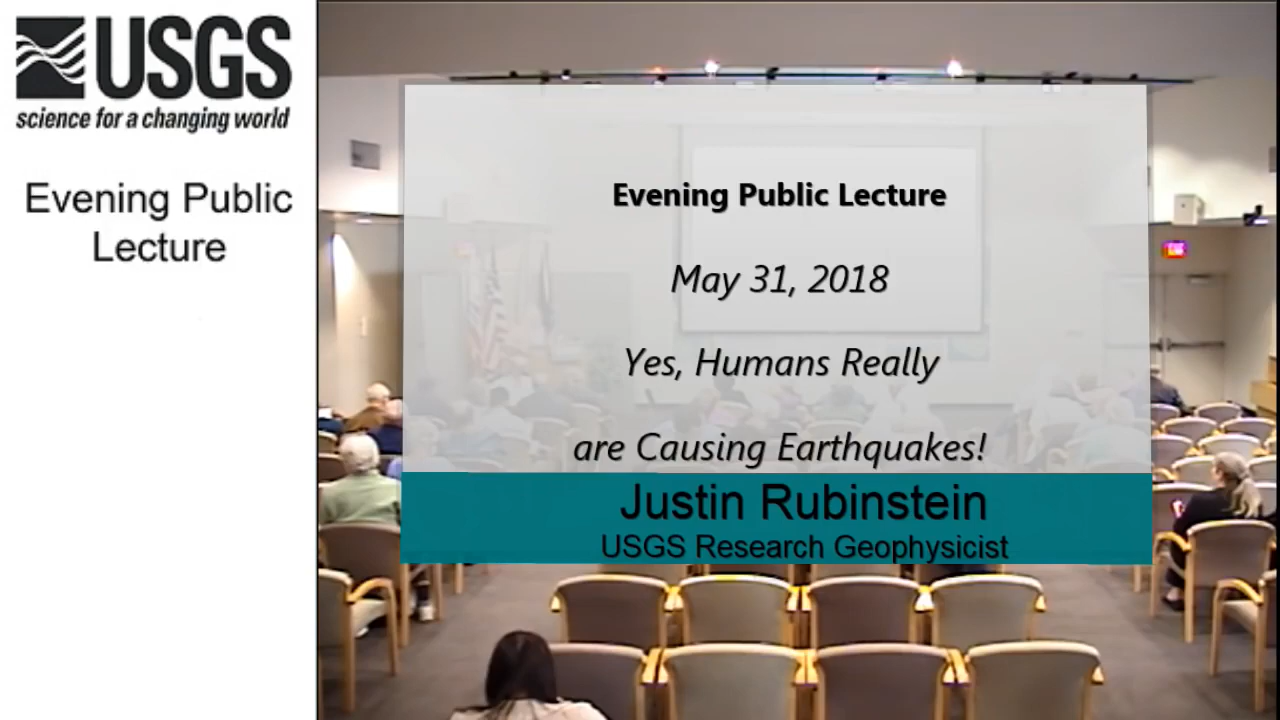 USGS
science for a changing world
Evening Public
Lecture
Evening Public Lecture
May 31, 2018
Yes, Humans Really
are Causing Earthquakes!
Justin Rubinstein
USGS Research Geophysicist